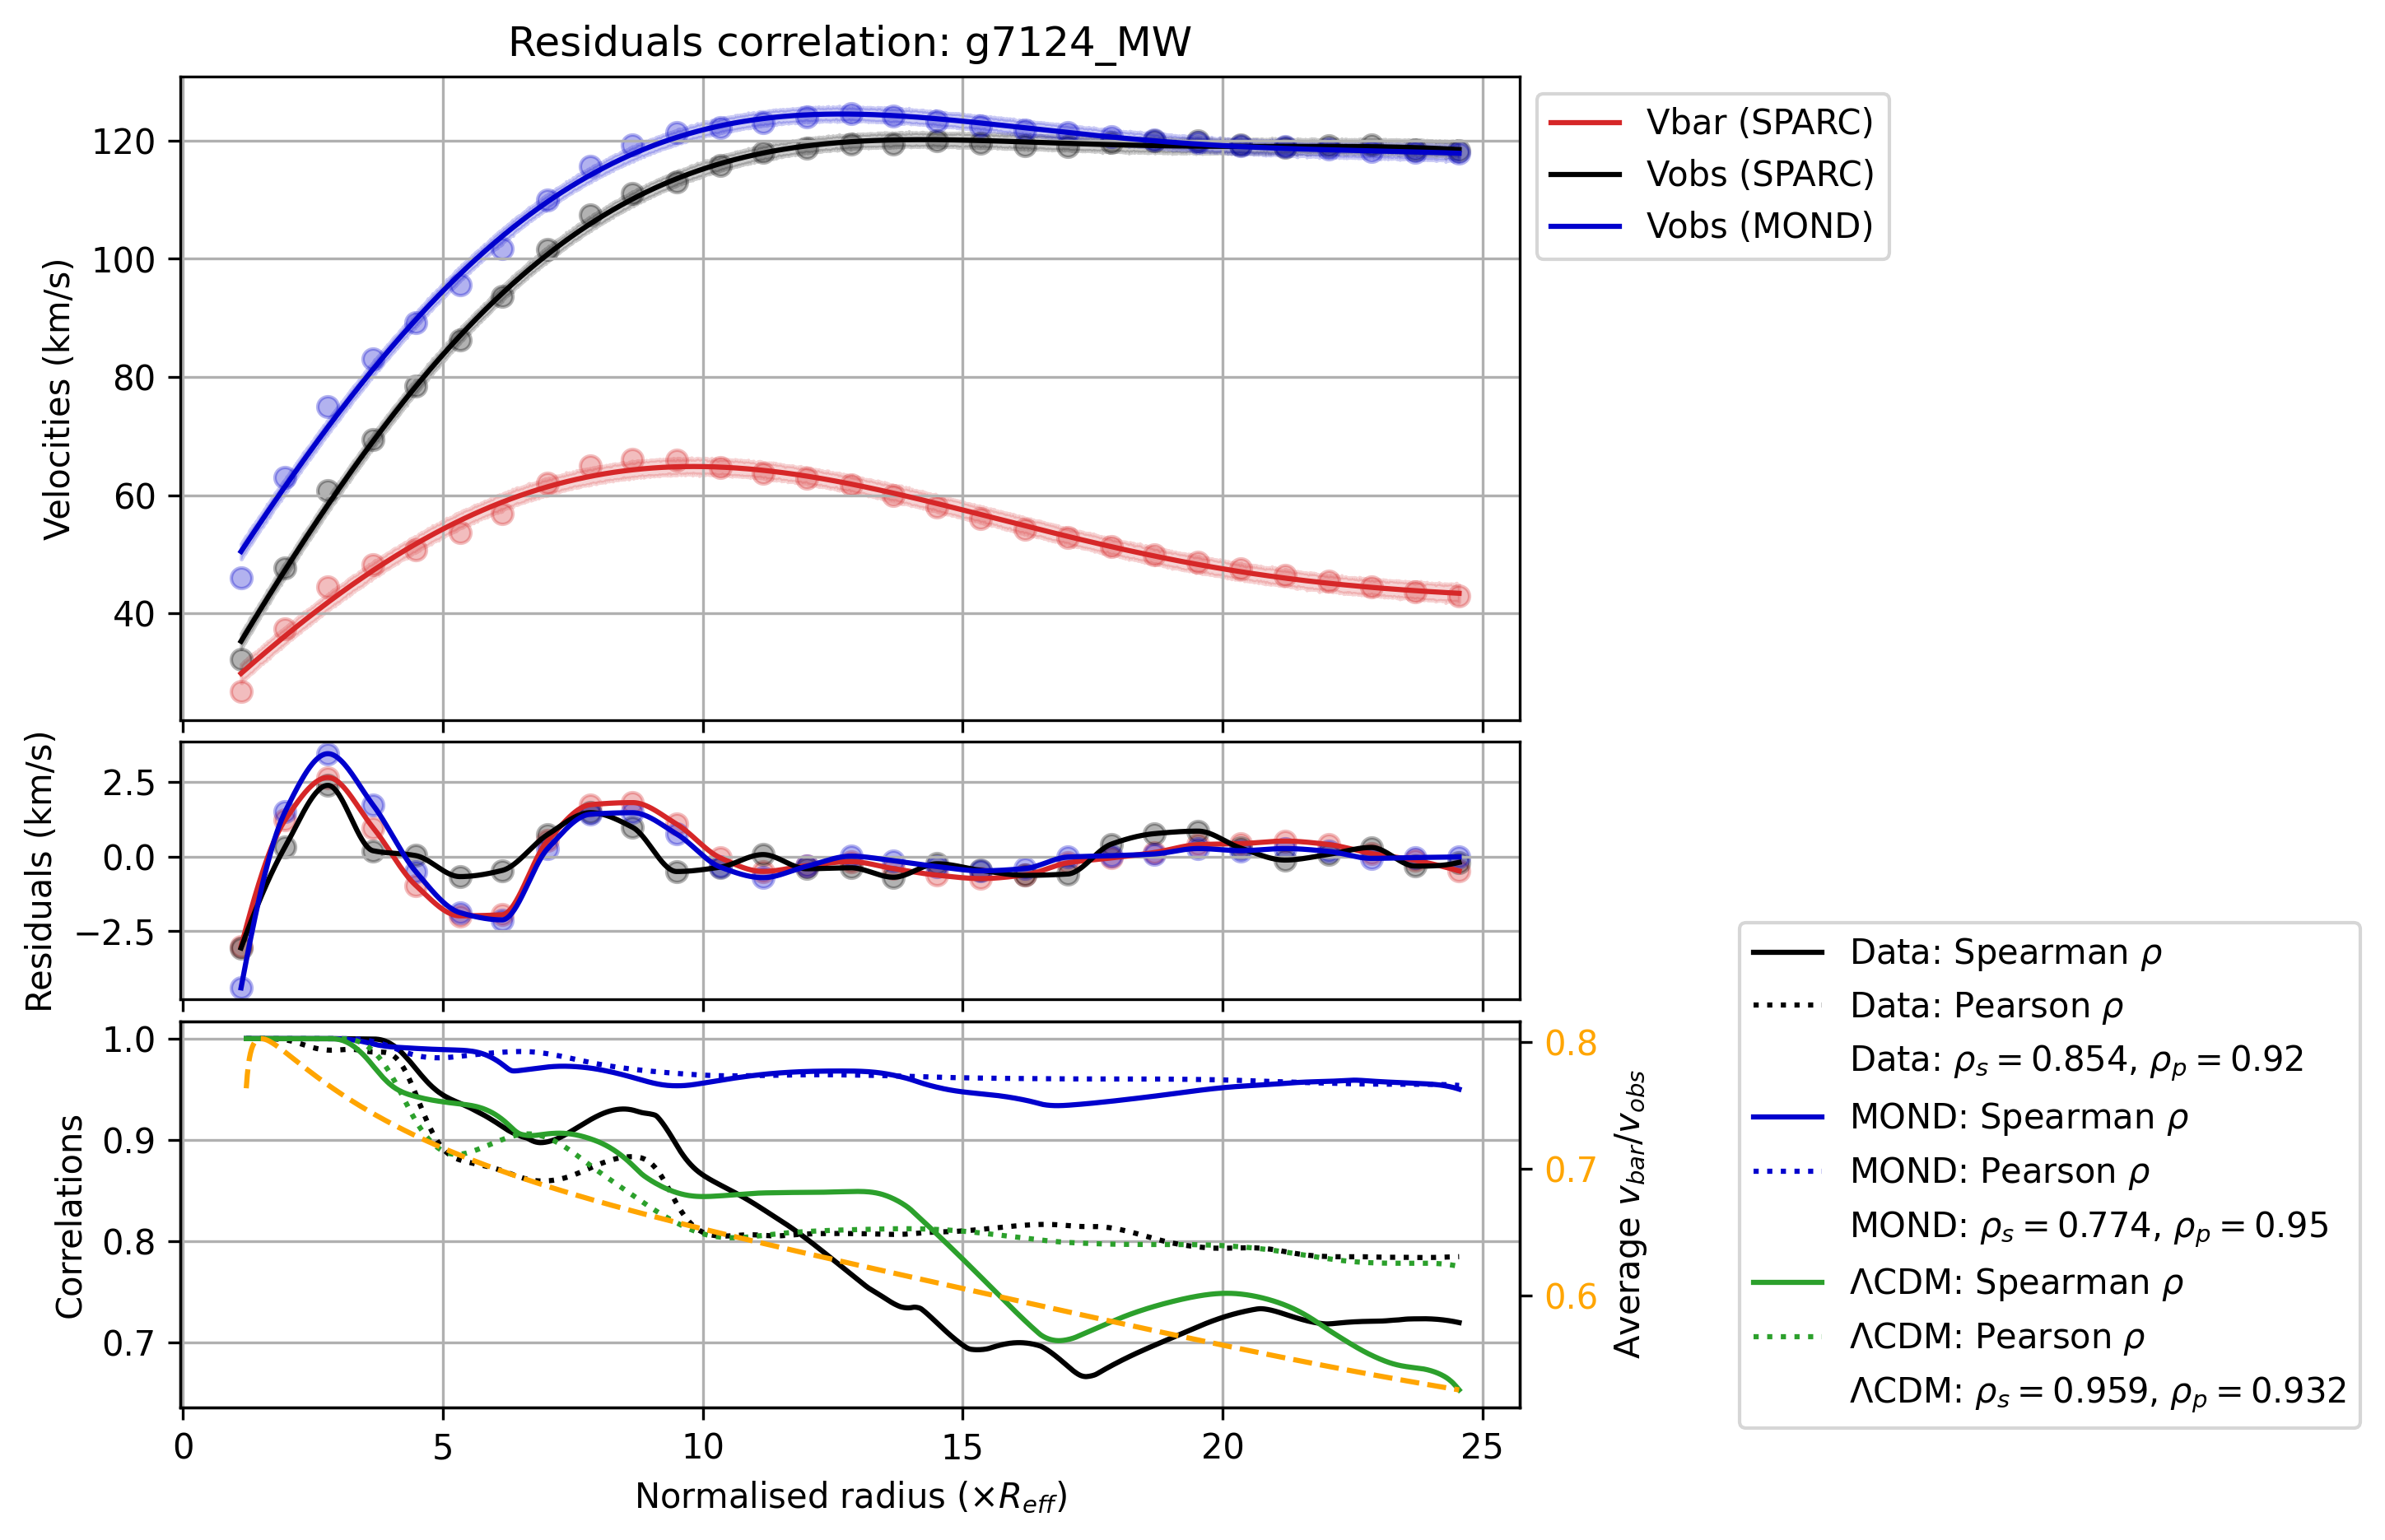 Residuals correlation: g7124_MW
Velocities (km/s)
120
100
80
60
40
Vbar (SPARC)
Vobs (SPARC)
Vobs (MOND)
Residuals (km/s)
2.5
0.0
−2.5
Correlations
1.0
0.9
0.8
0.7
0.8
0.7
0.6
Average v_bar/v_obs
0 5 10 15 20 25
Normalised radius (×R_eff)
Data: Spearman ρ
Data: Pearson ρ
Data: ρ_s = 0.854, ρ_p = 0.92
MOND: Spearman ρ
MOND: Pearson ρ
MOND: ρ_s = 0.774, ρ_p = 0.95
ΛCDM: Spearman ρ
ΛCDM: Pearson ρ
ΛCDM: ρ_s = 0.959, ρ_p = 0.932